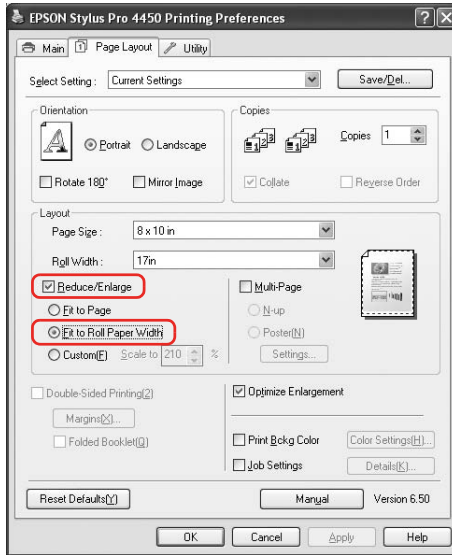 EPSON Stylus Pro 4450 Printing Preferences
Main Page Layout Utility
Select Setting : Current Settings Save/Del...
Orientation
A Portrait Landscape
Rotate 180° Mirror Image
Copies
Copies 1
Collate Reverse Order
Layout
Page Size : 8 x 10 in
Roll Width : 17in
Reduce/Enlarge
Fit to Page
Fit to Roll Paper Width
Custom(F) Scale to 210 %
Multi-Page
N-up
Poster(N)
Settings...
Double-Sided Printing(2)
Margins(X)...
Folded Booklet(Q)
Optimize Enlargement
Print Bckg Color Color Settings(H)...
Job Settings Details(K)...
Reset Defaults(Y) Manual Version 6.50
OK Cancel Apply Help